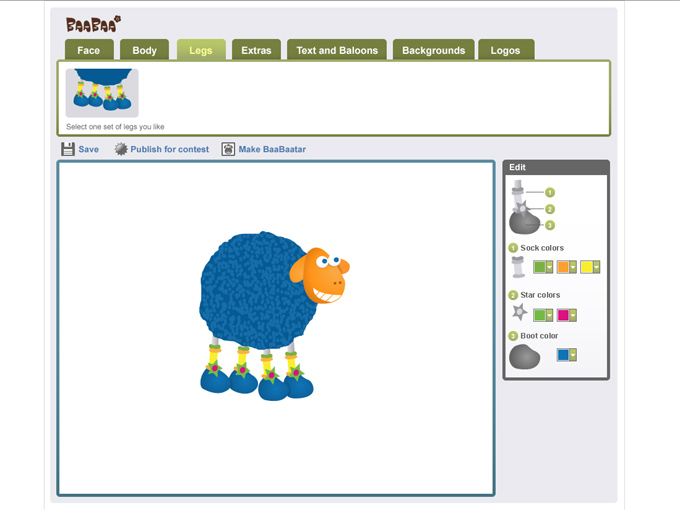 BAABAA
Face Body Legs Extras Text and Baloons Backgrounds Logos
Select one set of legs you like
Save Publish for contest Make BaaBaatar
Edit
1
2
3
1 Sock colors
2 Star colors
3 Boot color